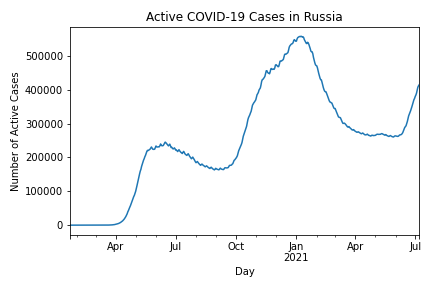 Active COVID-19 Cases in Russia
Number of Active Cases
500000
400000
300000
200000
100000
0
Apr Jul Oct Jan Apr Jul
2021
Day